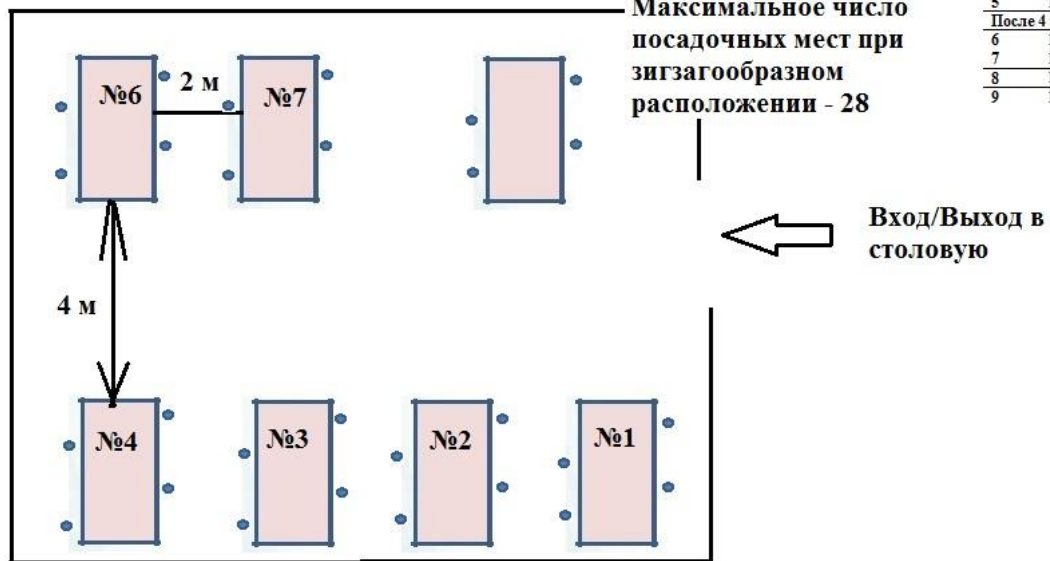 Максимальное число
посадочных мест при
зигзагообразном
расположении - 28
5
После 4
6
7
8
9
№6
2 м
№7
Вход/Выход в
столовую
4 м
№4
№3
№2
№1